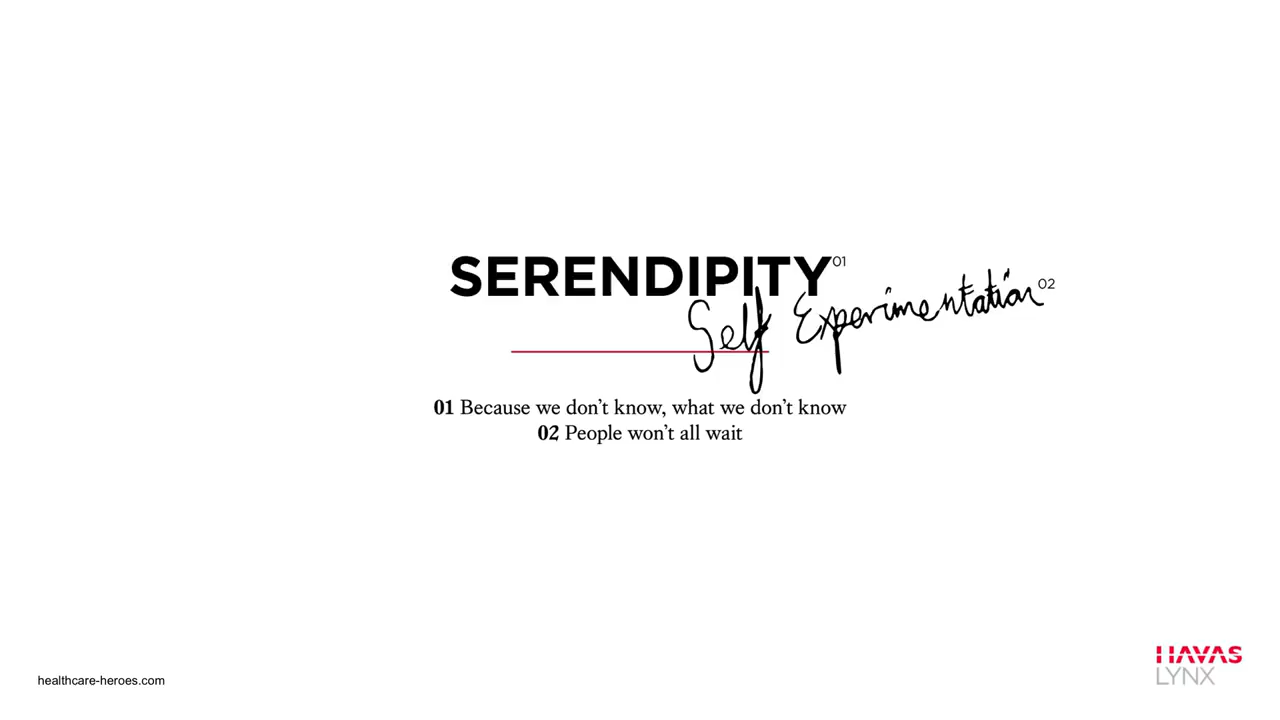 SERENDIPITY01
Self Experimentation02
01 Because we don't know, what we don't know
02 People won't all wait
healthcare-heroes.com
HAVAS
LYNX